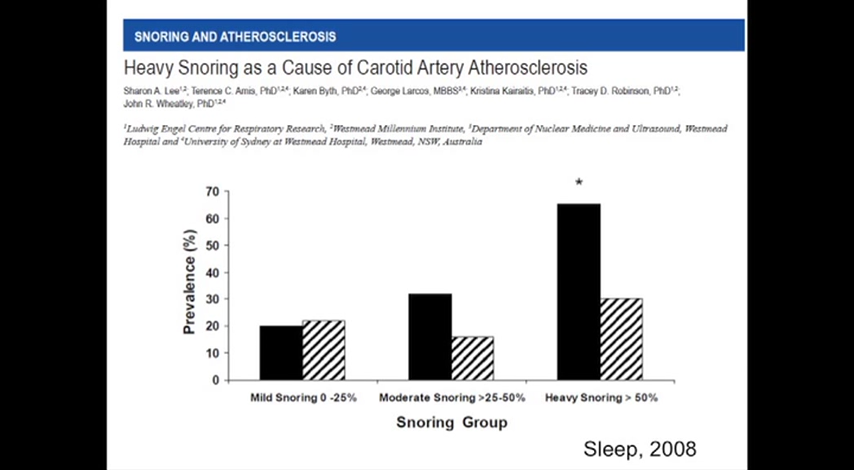 SNORING AND ATHEROSCLEROSIS
Heavy Snoring as a Cause of Carotid Artery Atherosclerosis
Sharon A. Lee1,2, Terence C. Amis, PhD1,2,4; Karen Byth, PhD2,4; George Larcos, MBBS3,4, Kristina Kairaitis, PhD1,2,4, Tracey D. Robinson, PhD1,2;
John R. Wheatley, PhD1,2,4
1Ludwig Engel Centre for Respiratory Research, 2Westmead Millennium Institute, 3Department of Nuclear Medicine and Ultrasound, Westmead
Hospital and 4University of Sydney at Westmead Hospital, Westmead, NSW, Australia
*
70
60
50
40
30
20
10
0
Prevalence (%)
Mild Snoring 0 -25% Moderate Snoring >25-50% Heavy Snoring > 50%
Snoring Group
Sleep, 2008